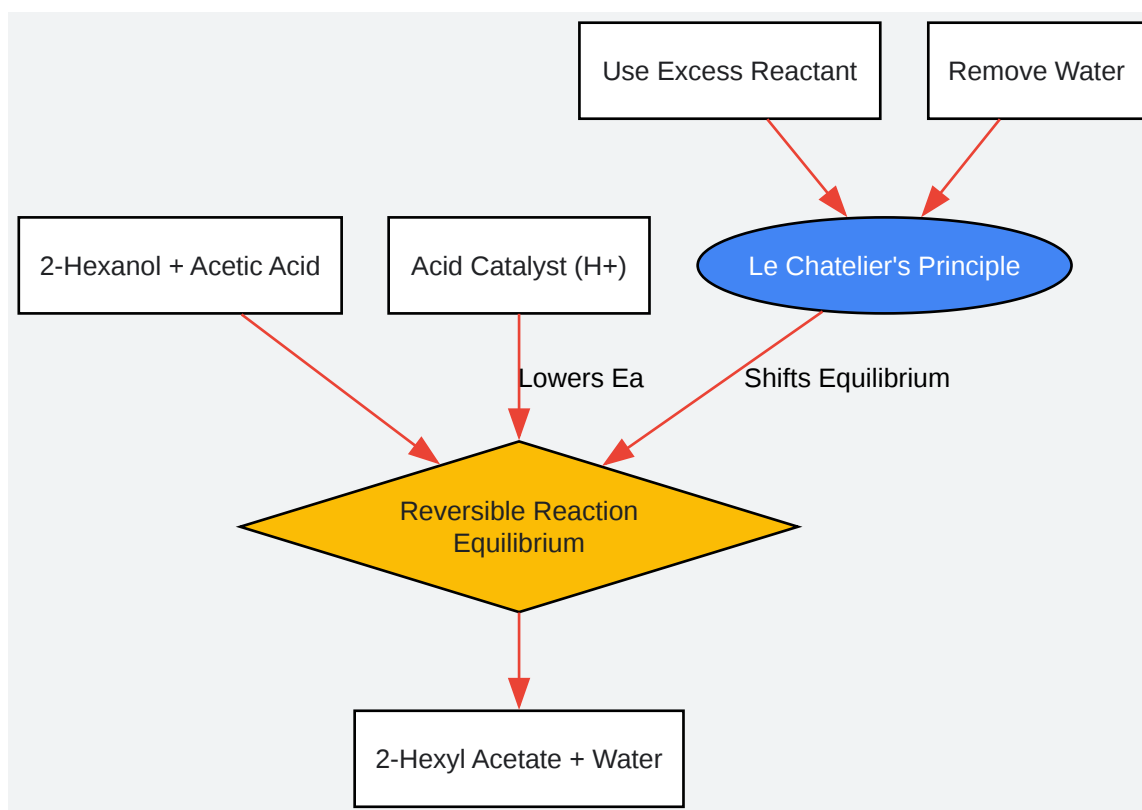 Use Excess Reactant
Remove Water
2-Hexanol + Acetic Acid
Acid Catalyst (H+)
Le Chatelier's Principle
Lowers Ea
Shifts Equilibrium
Reversible Reaction
Equilibrium
2-Hexyl Acetate + Water